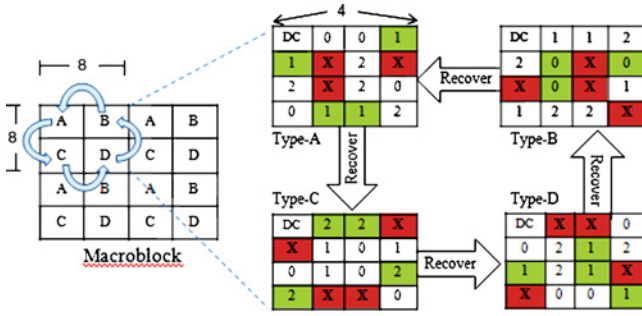 4
8
8
A B A B
C D C D
A B A B
C D C D
Macroblock
DC 0 0 1
1 X 2 X
2 X 2 0
0 1 1 2
Type-A
Recover
DC 1 1 2
2 0 X 0
X 0 X 1
1 2 2 X
Type-B
Recover
Recover
Type-C
DC 2 2 X
X 1 0 1
0 1 0 2
2 X X 0
Recover
Type-D
DC X X 0
0 2 1 2
1 2 1 X
X 0 0 1